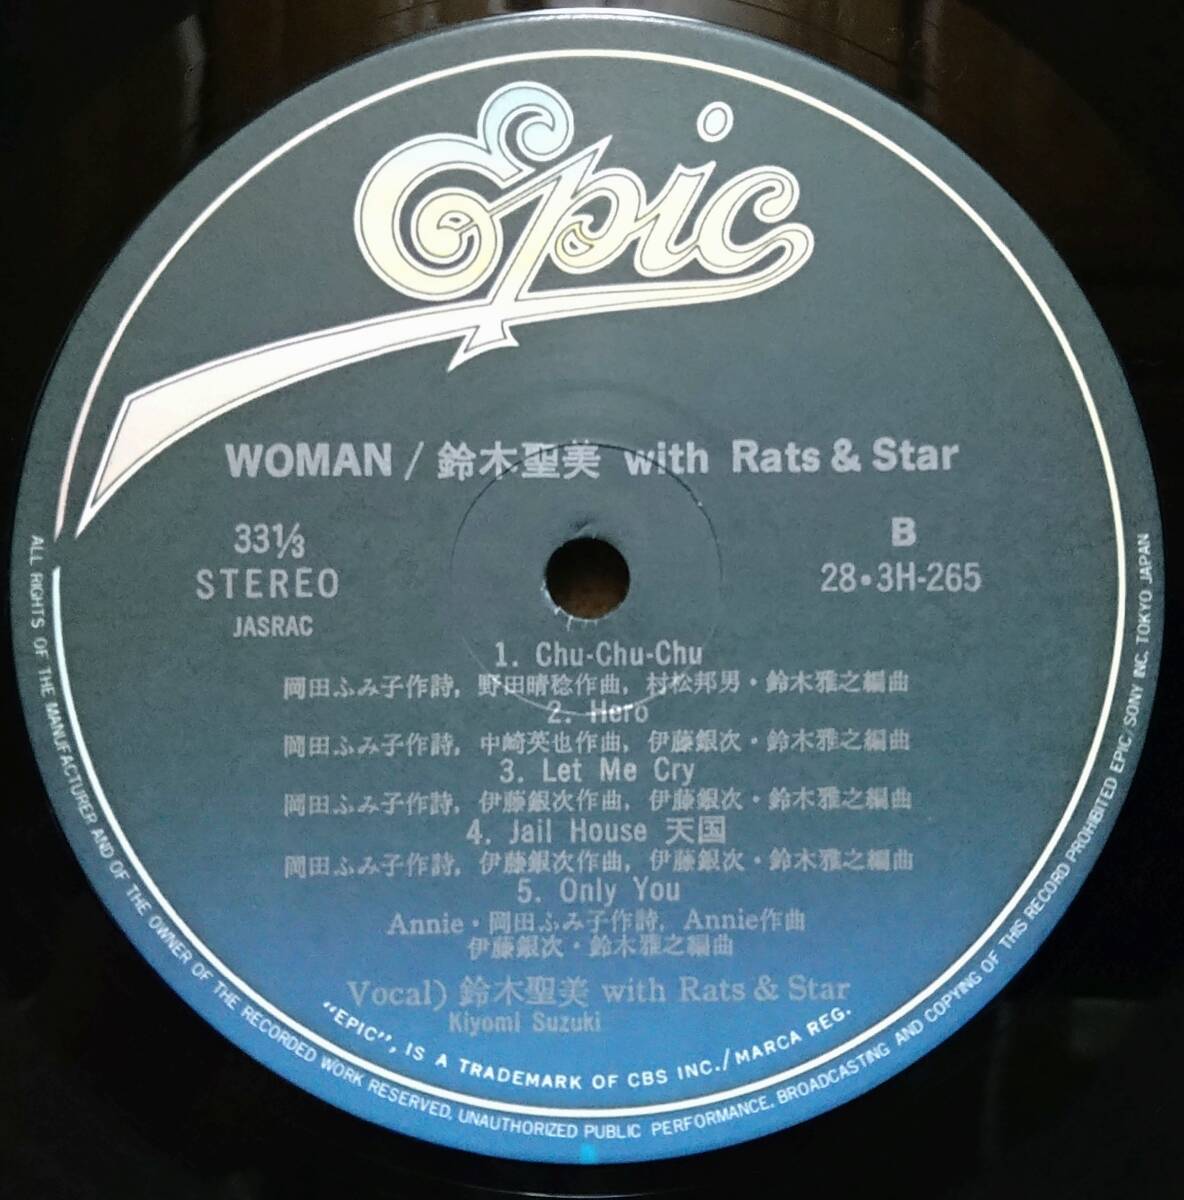 Epic
WOMAN / 鈴木聖美 with Rats & Star
33⅓
STEREO
JASRAC
B
28・3H-265
1. Chu-Chu-Chu
岡田ふみ子作詩, 野田晴稔作曲, 村松邦男・鈴木雅之編曲
2. Hero
岡田ふみ子作詩, 中崎英也作曲, 伊藤銀次・鈴木雅之編曲
3. Let Me Cry
岡田ふみ子作詩, 伊藤銀次作曲, 伊藤銀次・鈴木雅之編曲
4. Jail House 天国
岡田ふみ子作詩, 伊藤銀次作曲, 伊藤銀次・鈴木雅之編曲
5. Only You
Annie・岡田ふみ子作詩, Annie作曲
伊藤銀次・鈴木雅之編曲
Vocal) 鈴木聖美 with Rats & Star
Kiyomi Suzuki
"EPIC", IS A TRADEMARK OF CBS INC./MARCA REG.
ALL RIGHTS OF THE MANUFACTURER AND OF THE OWNER OF THE RECORDED WORK RESERVED. UNAUTHORIZED PUBLIC PERFORMANCE. BROADCASTING AND COPYING OF THIS RECORD PROHIBITED EPIC/SONY INC. TOKYO JAPAN